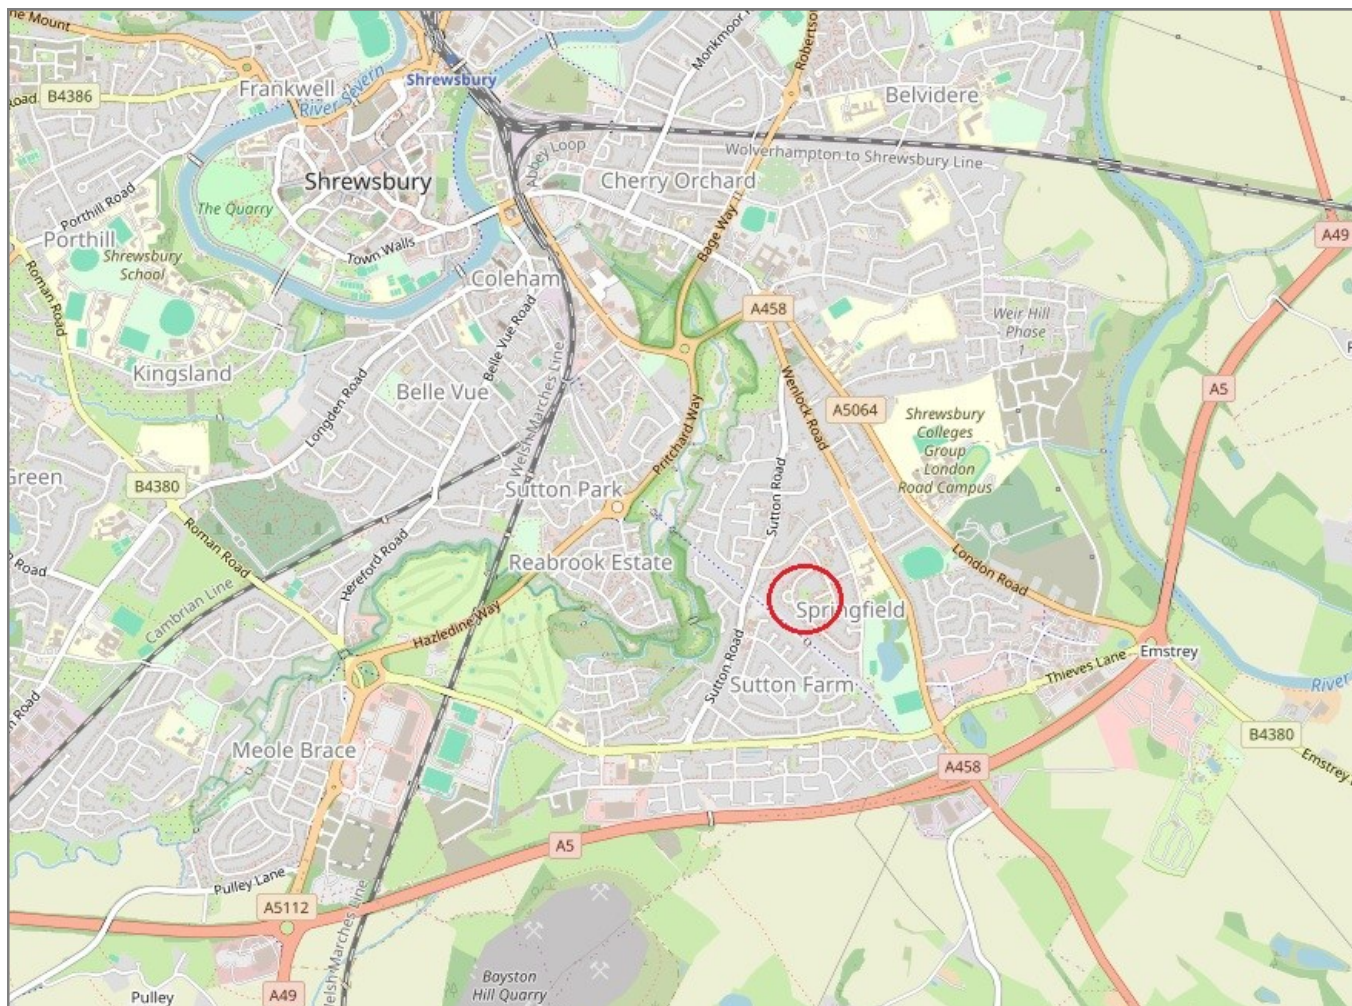 The Mount
Road
B4386
Frankwell
River Severn
Shrewsbury
Monkmoor
Robertso
Belvidere
Abbey Loop
Wolverhampton to Shrewsbury Line
Shrewsbury
Cherry Orchard
The Quarry
Porthill Road
Porthill
Shrewsbury
School
Town Walls
Coleham
Bage Way
A49
Roman Road
A458
Weir Hill
Phase
1
Kingsland
Belle Vue Road
Belle Vue
Longden Road
Welsh Marches Line
Pritchard Way
Wenlock Road
A5064
A5
Shrewsbury
Colleges
Group
London
Road Campus
Green
B4380
Sutton Park
Sutton Road
Roman Road
Hereford Road
Reabrook Estate
London Road
Road
Cambrian Line
Hazledine Way
Springfield
Sutton Road
Emstrey
Thieves Lane
River
Sutton Farm
Meole Brace
B4380
Emstrey
A458
A5
Pulley Lane
A5112
Welsh Marches Line
Bayston
Hill Quarry
Pulley
A49